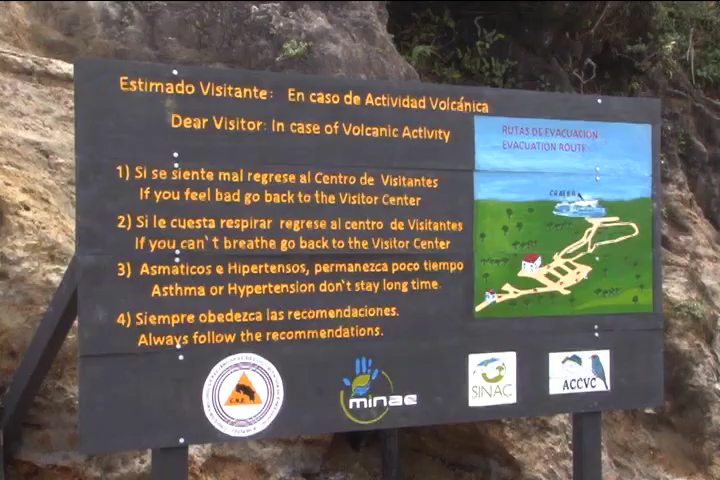 Estimado Visitante: En caso de Actividad Volcánica
Dear Visitor: In case of Volcanic Activity
1) Si se siente mal regrese al Centro de Visitantes
If you feel bad go back to the Visitor Center
2) Si le cuesta respirar regrese al centro de Visitantes
If you can't breathe go back to the Visitor Center
3) Asmáticos e Hipertensos, permanezca poco tiempo
Asthma or Hypertension don't stay long time.
4) Siempre obedezca las recomendaciones.
Always follow the recommendations.
RUTAS DE EVACUACION
EVACUATION ROUTE
CRATER
C.N.E.
minae
SINAC
ACCVC